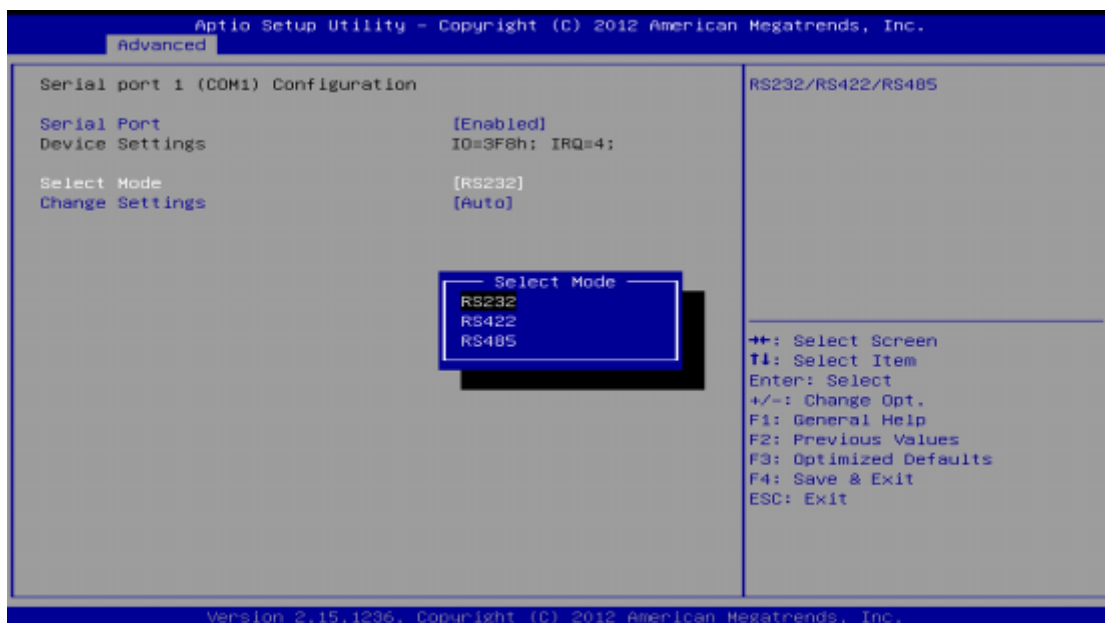 Aptio Setup Utility – Copyright (C) 2012 American Megatrends, Inc.
Advanced
Serial port 1 (COM1) Configuration
Serial Port [Enabled]
Device Settings IO=3F8h; IRQ=4;
Select Mode [RS232]
Change Settings [Auto]
Select Mode
RS232
RS422
RS485
RS232/RS422/RS485
→←: Select Screen
↑↓: Select Item
Enter: Select
+/-: Change Opt.
F1: General Help
F2: Previous Values
F3: Optimized Defaults
F4: Save & Exit
ESC: Exit
Version 2.15.1236. Copyright (C) 2012 American Megatrends, Inc.